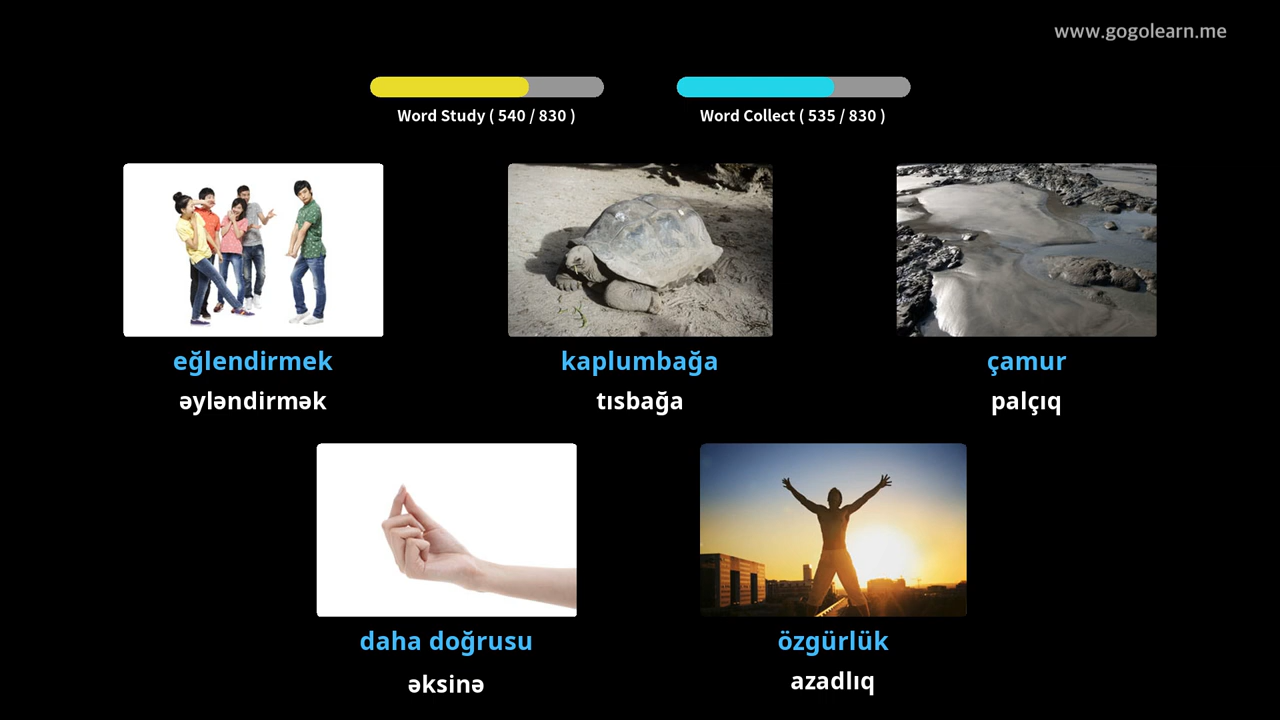 www.gogolearn.me
Word Study ( 540 / 830 )
Word Collect ( 535 / 830 )
eğlendirmek
əyləndirmək
kaplumbağa
tısbağa
çamur
palçıq
daha doğrusu
əksinə
özgürlük
azadlıq